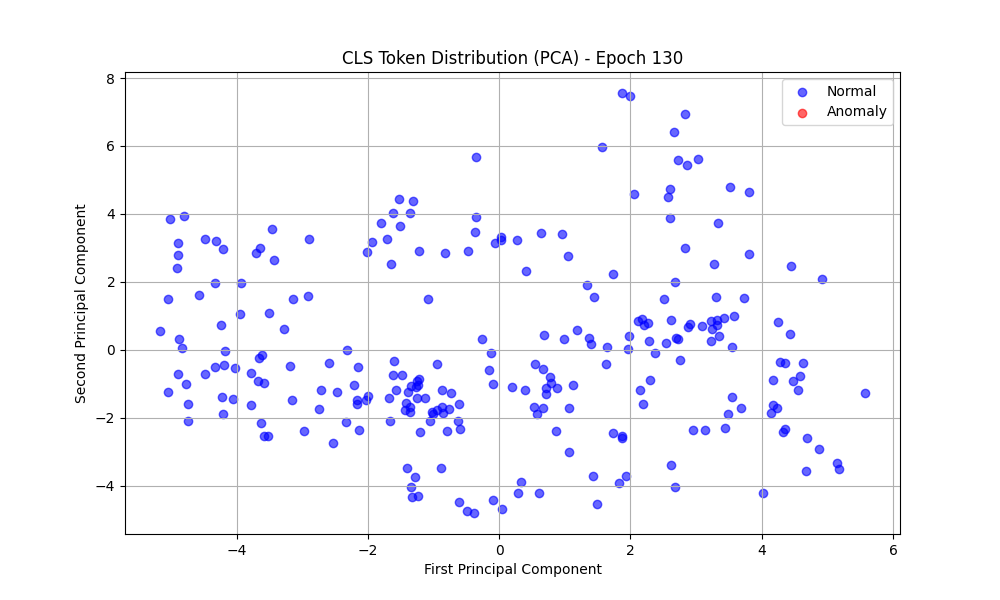 CLS Token Distribution (PCA) - Epoch 130
Normal
Anomaly
Second Principal Component
8
6
4
2
0
−2
−4
−4 −2 0 2 4 6
First Principal Component